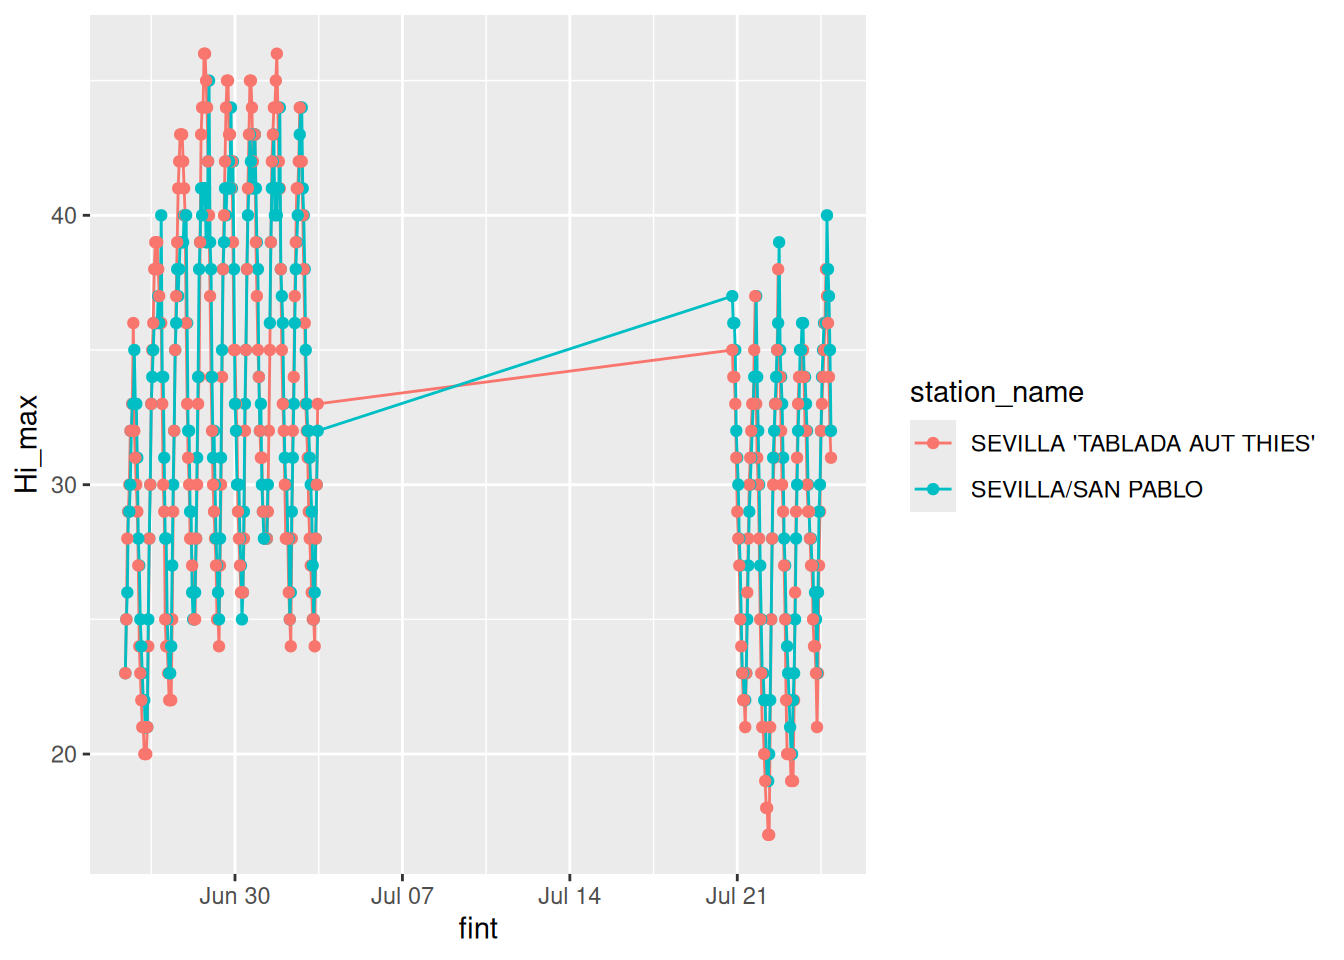 Hi_max
40
30
20
Jun 30
Jul 07
Jul 14
Jul 21
fint
station_name
SEVILLA 'TABLADA AUT THIES'
SEVILLA/SAN PABLO